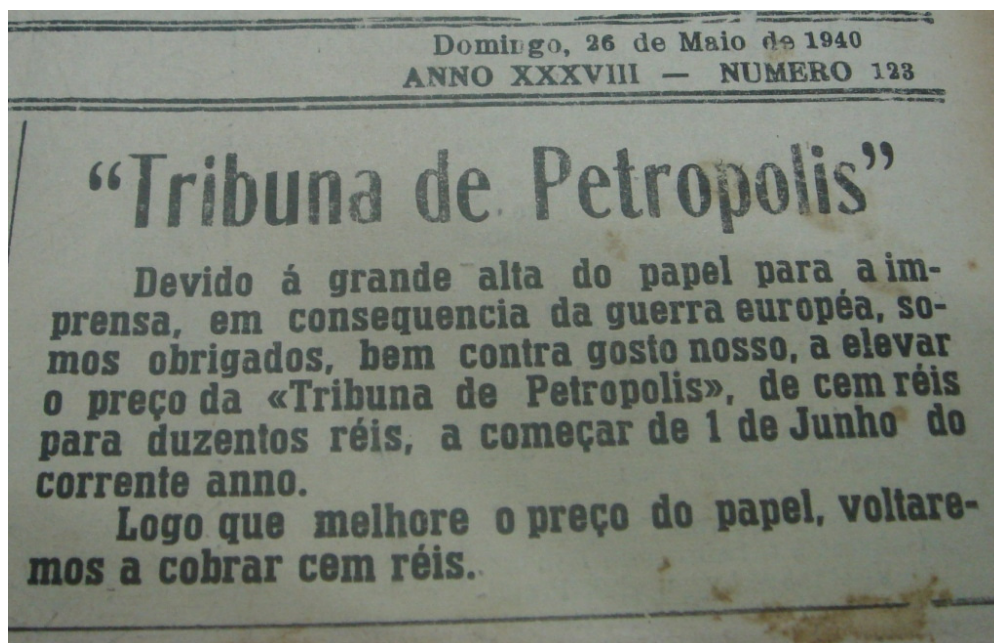 Domingo, 26 de Maio de 1940
ANNO XXXVIII — NUMERO 123
“Tribuna de Petropolis”
Devido á grande alta do papel para a im-
prensa, em consequencia da guerra européa, so-
mos obrigados, bem contra gosto nosso, a elevar
o preço da «Tribuna de Petropolis», de cem réis
para duzentos réis, a começar de 1 de Junho do
corrente anno.
Logo que melhore o preço do papel, voltare-
mos a cobrar cem réis.